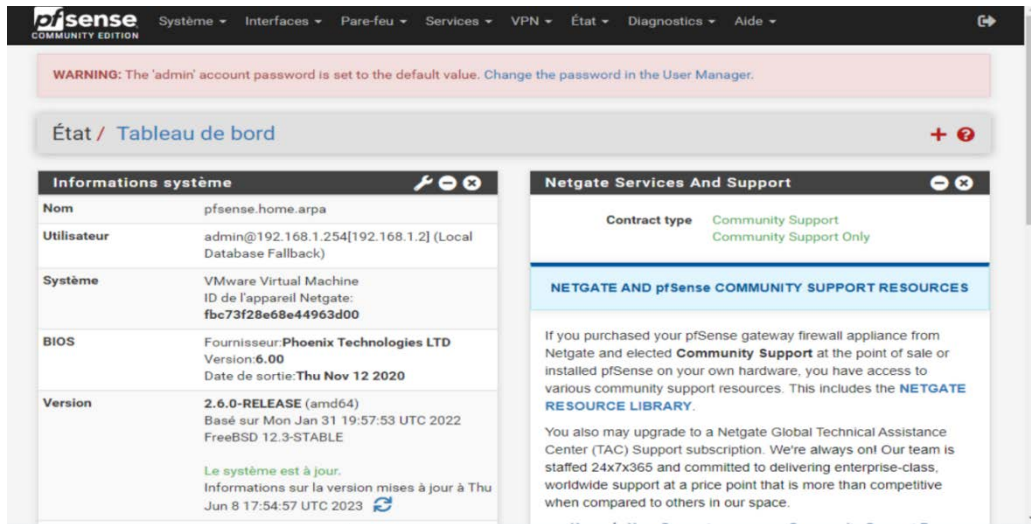 pfsense
COMMUNITY EDITION
Système Interfaces Pare-feu Services VPN État Diagnostics Aide
WARNING: The 'admin' account password is set to the default value. Change the password in the User Manager.
État / Tableau de bord
Informations système
Nom pfsense.home.arpa
Utilisateur admin@192.168.1.254[192.168.1.2] (Local
Database Fallback)
Système VMware Virtual Machine
ID de l'appareil Netgate:
fbc73f28e68e44963d00
BIOS Fournisseur:Phoenix Technologies LTD
Version:6.00
Date de sortie:Thu Nov 12 2020
Version 2.6.0-RELEASE (amd64)
Basé sur Mon Jan 31 19:57:53 UTC 2022
FreeBSD 12.3-STABLE
Le système est à jour.
Informations sur la version mises à jour à Thu
Jun 8 17:54:57 UTC 2023
Netgate Services And Support
Contract type Community Support
Community Support Only
NETGATE AND pfSense COMMUNITY SUPPORT RESOURCES
If you purchased your pfSense gateway firewall appliance from
Netgate and elected Community Support at the point of sale or
installed pfSense on your own hardware, you have access to
various community support resources. This includes the NETGATE
RESOURCE LIBRARY.
You also may upgrade to a Netgate Global Technical Assistance
Center (TAC) Support subscription. We're always on! Our team is
staffed 24x7x365 and committed to delivering enterprise-class,
worldwide support at a price point that is more than competitive
when compared to others in our space.